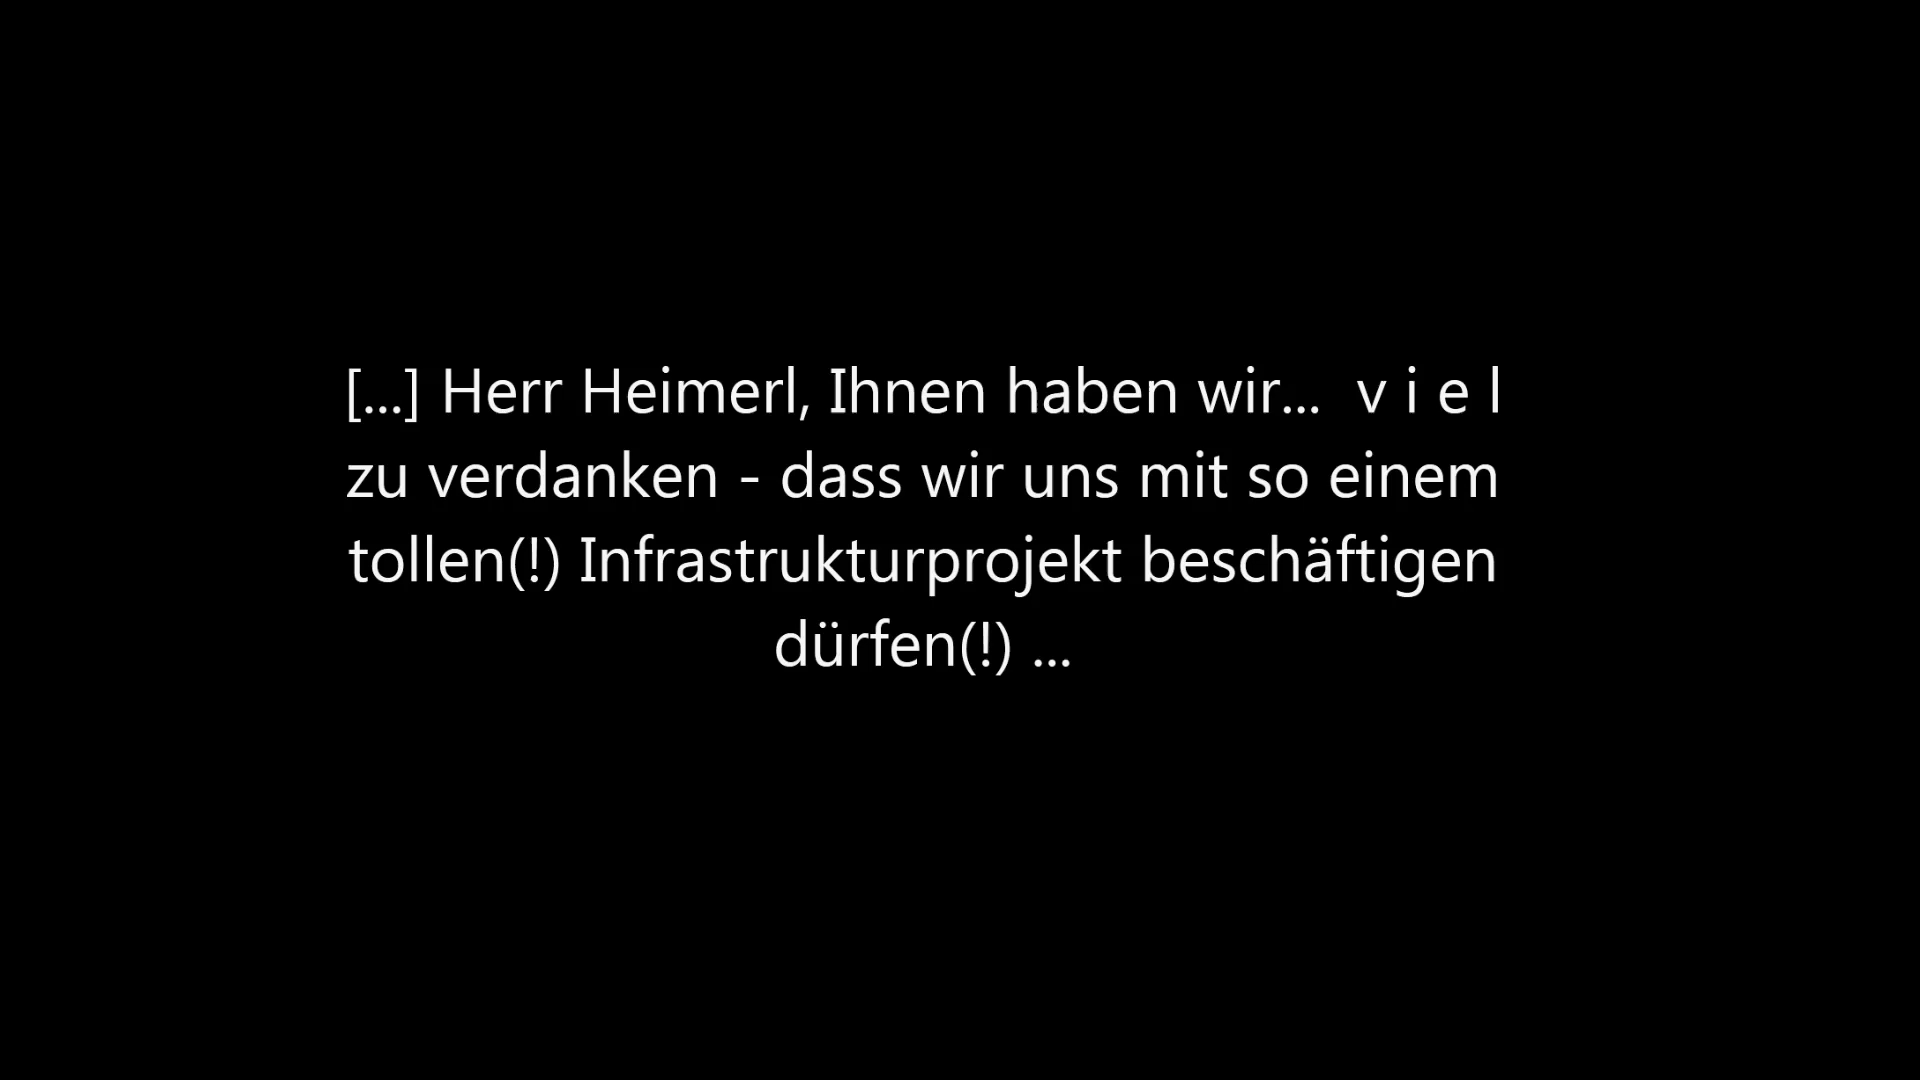 [...] Herr Heimerl, Ihnen haben wir...  v i e l
zu verdanken - dass wir uns mit so einem
tollen(!) Infrastrukturprojekt beschäftigen
dürfen(!) ...